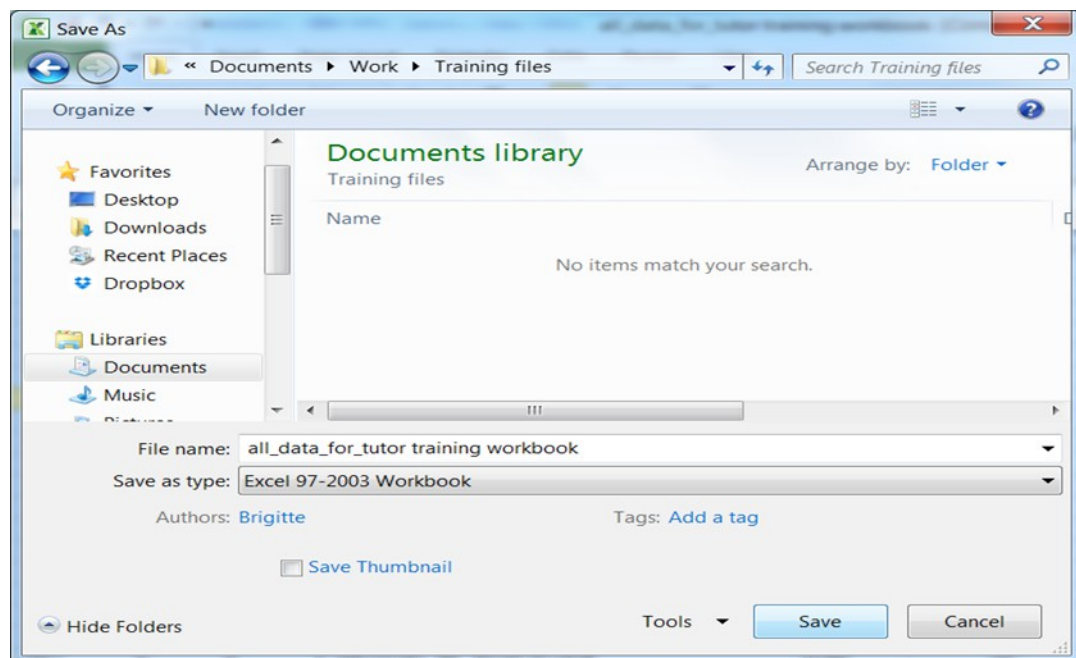 Save As
« Documents ▸ Work ▸ Training files
Search Training files
Organize
New folder
Favorites
Desktop
Downloads
Recent Places
Dropbox
Libraries
Documents
Music
Documents library
Training files
Arrange by: Folder
Name
No items match your search.
File name: all_data_for_tutor training workbook
Save as type: Excel 97-2003 Workbook
Authors: Brigitte
Tags: Add a tag
Save Thumbnail
Hide Folders
Tools
Save
Cancel